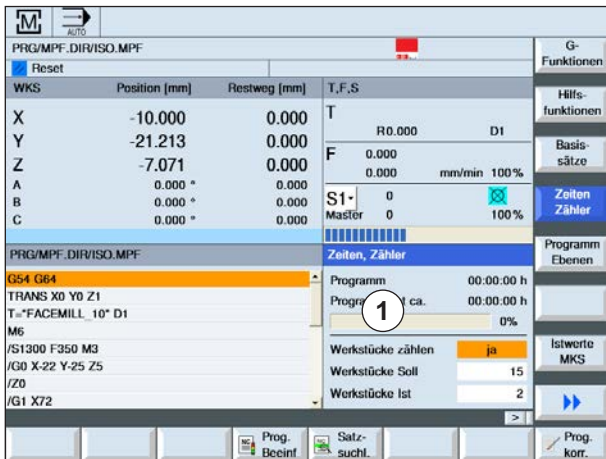 M
AUTO
PRG/MPF.DIR/ISO.MPF
Reset
WKS Position [mm] Restweg [mm]
X -10.000 0.000
Y -21.213 0.000
Z -7.071 0.000
A 0.000 ° 0.000
B 0.000 ° 0.000
C 0.000 ° 0.000
T,F,S
T
R0.000 D1
F 0.000
0.000 mm/min 100%
S1 0
Master 0 100%
PRG/MPF.DIR/ISO.MPF
G54 G64
TRANS X0 Y0 Z1
T="FACEMILL_10" D1
M6
/S1300 F350 M3
/G0 X-22 Y-25 Z5
/Z0
/G1 X72
Zeiten, Zähler
Programm 00:00:00 h
ca. 00:00:00 h
1
0%
Werkstücke zählen ja
Werkstücke Soll 15
Werkstücke Ist 2
>
G-
Funktionen
Hilfs-
funktionen
Basis-
sätze
Zeiten
Zähler
Programm
Ebenen
Istwerte
MKS
NC Prog.
Beeinf
NC Satz-
suchl.
Prog.
korr.